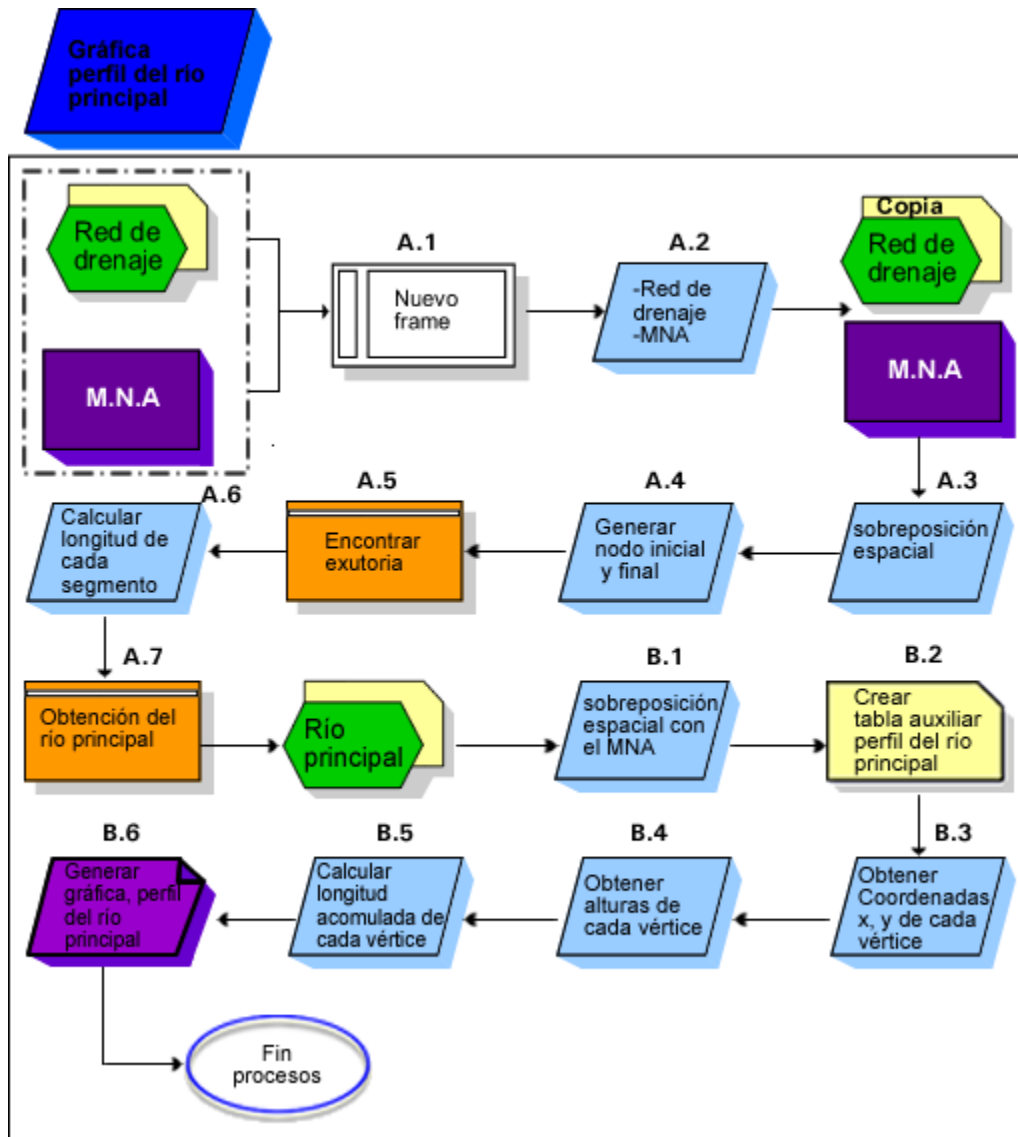 Gráfica
perfil del río
principal
Red de
drenaje
M.N.A
A.1
Nuevo
frame
A.2
-Red de
drenaje
-MNA
Copia
Red de
drenaje
M.N.A
A.3
sobreposición
espacial
A.4
Generar
nodo inicial
y final
A.5
Encontrar
exutoria
A.6
Calcular
longitud de
cada
segmento
A.7
Obtención del
río principal
Río
principal
B.1
sobreposición
espacial con
el MNA
B.2
Crear
tabla auxiliar
perfil del río
principal
B.3
Obtener
Coordenadas
x, y de cada
vértice
B.4
Obtener
alturas de
cada vértice
B.5
Calcular
longitud
acomulada de
cada vértice
B.6
Generar
gráfica, perfil
del río
principal
Fin
procesos